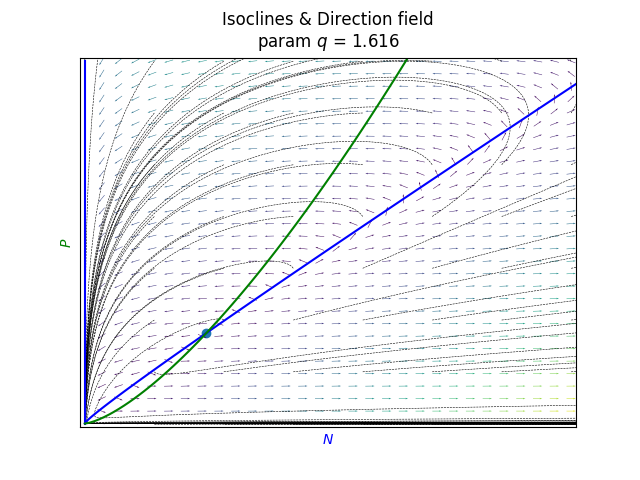 Isoclines & Direction field
param q = 1.616
P
N